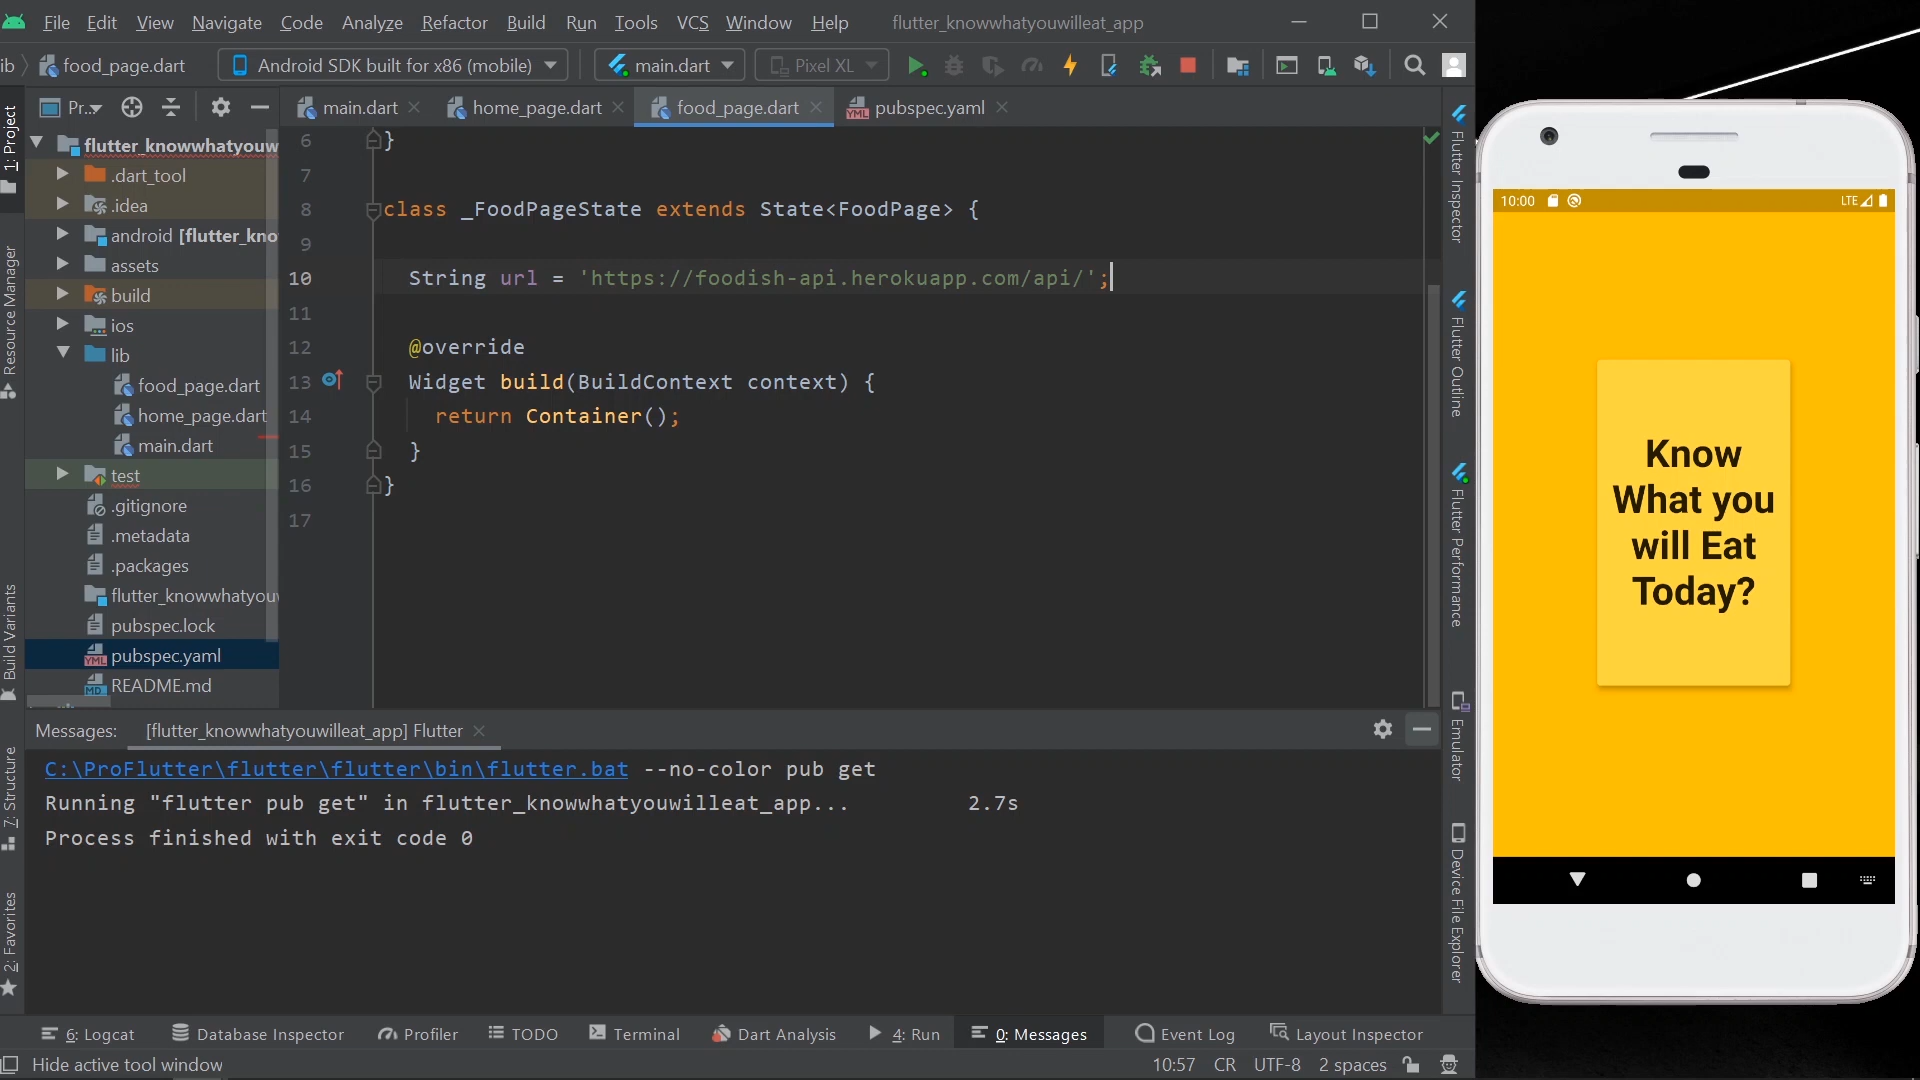 File Edit View Navigate Code Analyze Refactor Build Run Tools VCS Window Help flutter_knowwhatyouwilleat_app
ib food_page.dart Android SDK built for x86 (mobile) main.dart Pixel XL
Pr... main.dart home_page.dart food_page.dart pubspec.yaml
1: Project
Resource Manager
Build Variants
7: Structure
2: Favorites
flutter_knowwhatyouw
.dart_tool
.idea
android [flutter_kno
assets
build
ios
lib
food_page.dart
home_page.dart
main.dart
test
.gitignore
.metadata
.packages
flutter_knowwhatyouv
pubspec.lock
YML pubspec.yaml
MD README.md
6 }
7
8 class _FoodPageState extends State<FoodPage> {
9
10 String url = 'https://foodish-api.herokuapp.com/api/';
11
12 @override
13 Widget build(BuildContext context) {
14 return Container();
15 }
16 }
17
Flutter Inspector
Flutter Outline
Flutter Performance
Emulator
Device File Explorer
Messages: [flutter_knowwhatyouwilleat_app] Flutter
C:\ProFlutter\flutter\flutter\bin\flutter.bat --no-color pub get
Running "flutter pub get" in flutter_knowwhatyouwilleat_app... 2.7s
Process finished with exit code 0
6: Logcat Database Inspector Profiler TODO Terminal Dart Analysis 4: Run 0: Messages Event Log Layout Inspector
Hide active tool window 10:57 CR UTF-8 2 spaces
10:00 LTE
Know
What you
will Eat
Today?